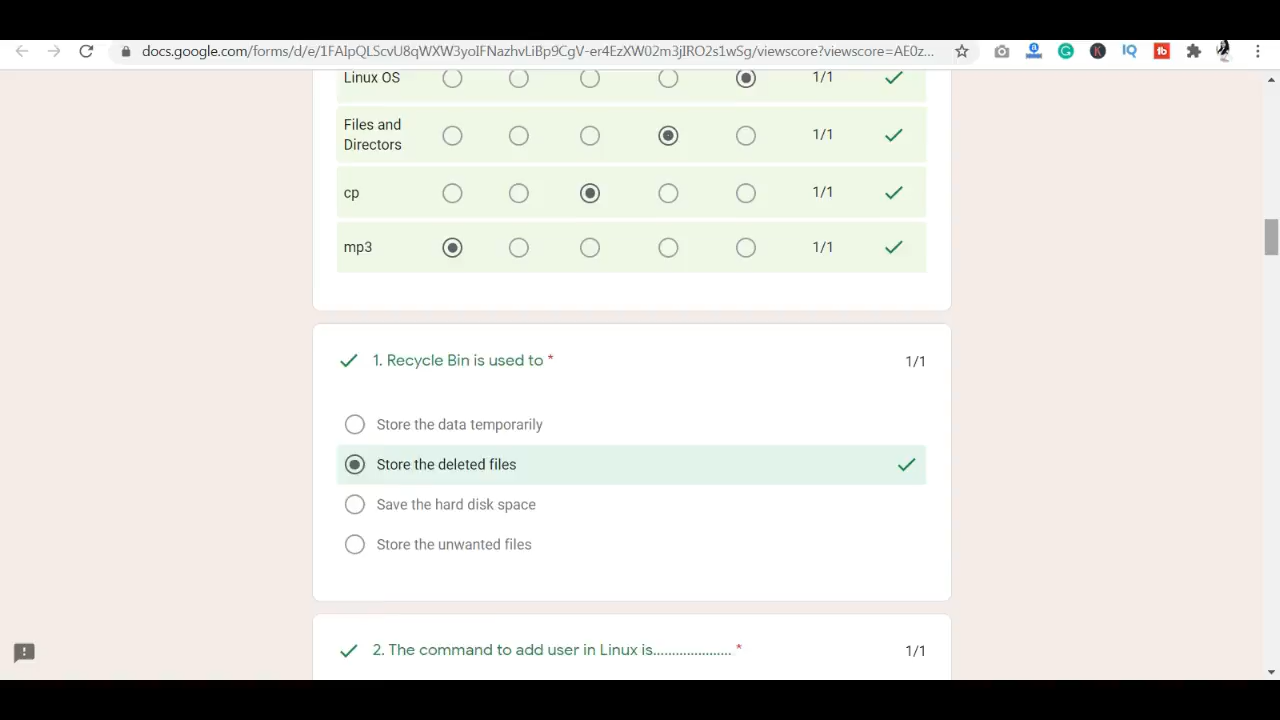 docs.google.com/forms/d/e/1FAIpQLScvU8qWXW3yoIFNazhvLiBp9CgV-er4EzXW02m3jIRO2s1wSg/viewscore?viewscore=AE0z...
Linux OS 1/1
Files and
Directors 1/1
cp 1/1
mp3 1/1
1. Recycle Bin is used to * 1/1
Store the data temporarily
Store the deleted files
Save the hard disk space
Store the unwanted files
2. The command to add user in Linux is..................... * 1/1